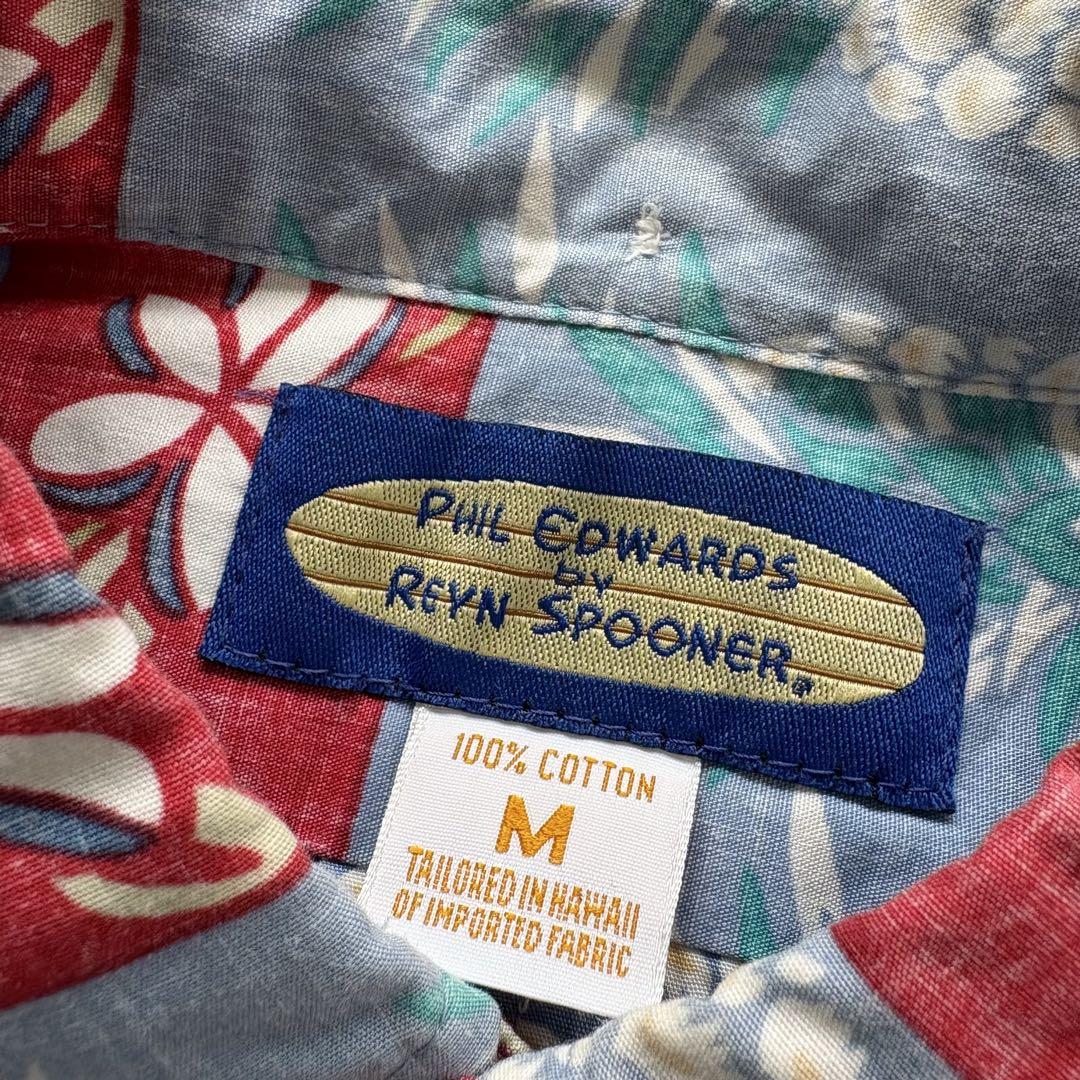 PHIL EDWARDS
BY
REYN SPOONER.
100% COTTON
M
TAILORED IN HAWAII
OF IMPORTED FABRIC